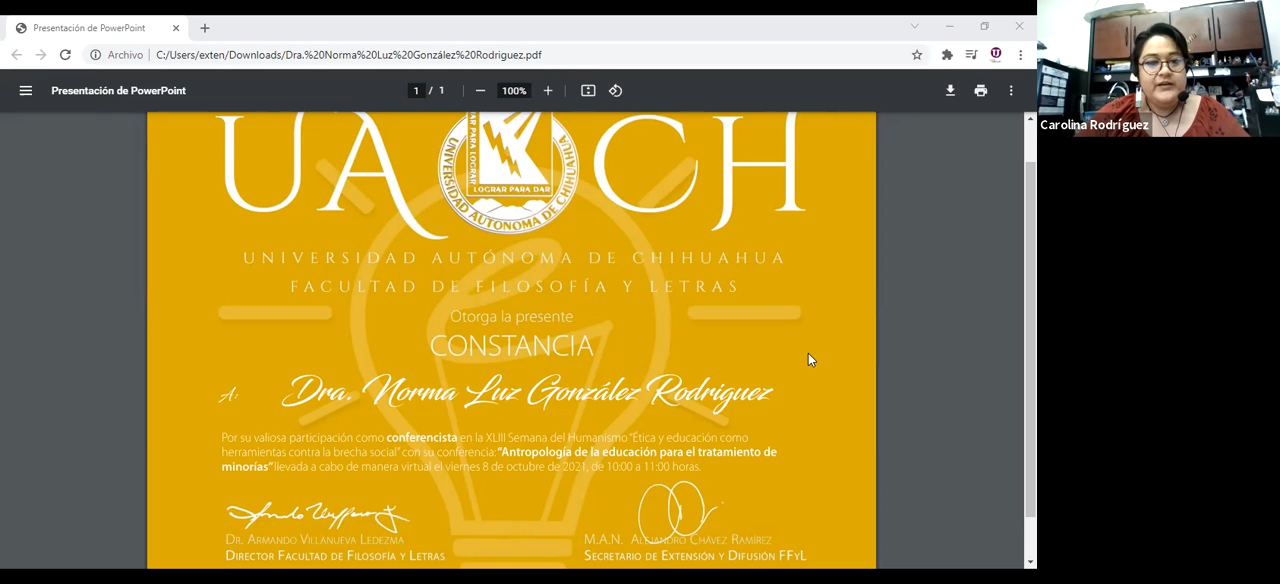 Presentación de PowerPoint
Archivo C:/Users/exten/Downloads/Dra.%20Norma%20Luz%20González%20Rodriguez.pdf
Presentación de PowerPoint 1 / 1 100%
Carolina Rodríguez
UACH
LOGRAR PARA DAR
UNIVERSIDAD AUTONOMA DE CHIHUAHUA
UNIVERSIDAD AUTÓNOMA DE CHIHUAHUA
FACULTAD DE FILOSOFÍA Y LETRAS
Otorga la presente
CONSTANCIA
A: Dra. Norma Luz González Rodriguez
Por su valiosa participación como conferencista en la XLIII Semana del Humanismo "Ética y educación como
herramientas contra la brecha social" con su conferencia: "Antropología de la educación para el tratamiento de
minorías" llevada a cabo de manera virtual el viernes 8 de octubre de 2021, de 10:00 a 11:00 horas.
Dr. Armando Villanueva Ledezma
Director Facultad de Filosofía y Letras
M.A.N. Alejandro Chávez Ramírez
Secretario de Extensión y Difusión FFyL